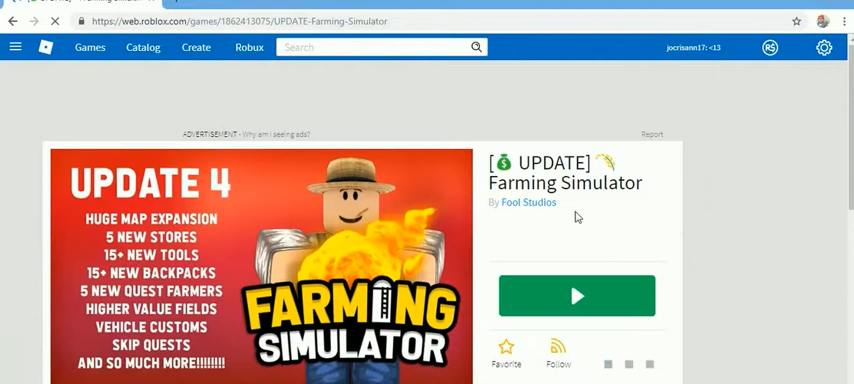 https://web.roblox.com/games/1862413075/UPDATE-Farming-Simulator
Games Catalog Create Robux Search jocrisann17: <13 R$
ADVERTISEMENT - Why am I seeing ads? Report
UPDATE 4
HUGE MAP EXPANSION
5 NEW STORES
15+ NEW TOOLS
15+ NEW BACKPACKS
5 NEW QUEST FARMERS
HIGHER VALUE FIELDS
VEHICLE CUSTOMS
SKIP QUESTS
AND SO MUCH MORE!!!!!!!!
FARMING
SIMULATOR
[💰 UPDATE] 🌾
Farming Simulator
By Fool Studios
Favorite Follow